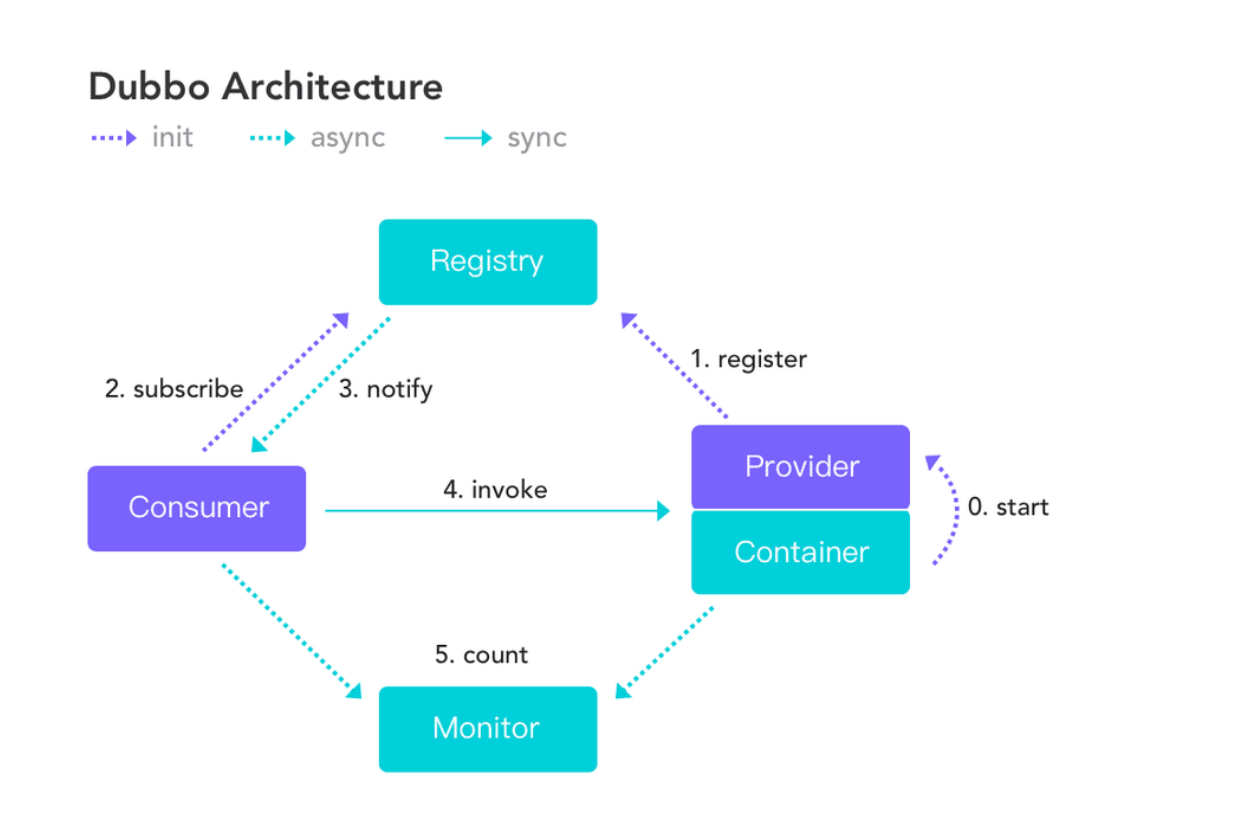 Dubbo Architecture
init async sync
Registry
1. register
2. subscribe 3. notify
Provider
4. invoke
Consumer 0. start
Container
5. count
Monitor